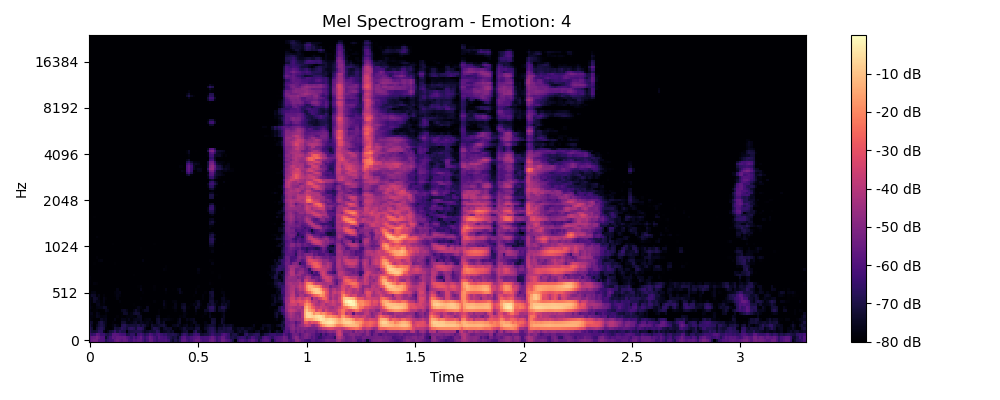 Mel Spectrogram - Emotion: 4
Hz
16384
8192
4096
2048
1024
512
0
0 0.5 1 1.5 2 2.5 3
Time
-10 dB
-20 dB
-30 dB
-40 dB
-50 dB
-60 dB
-70 dB
-80 dB